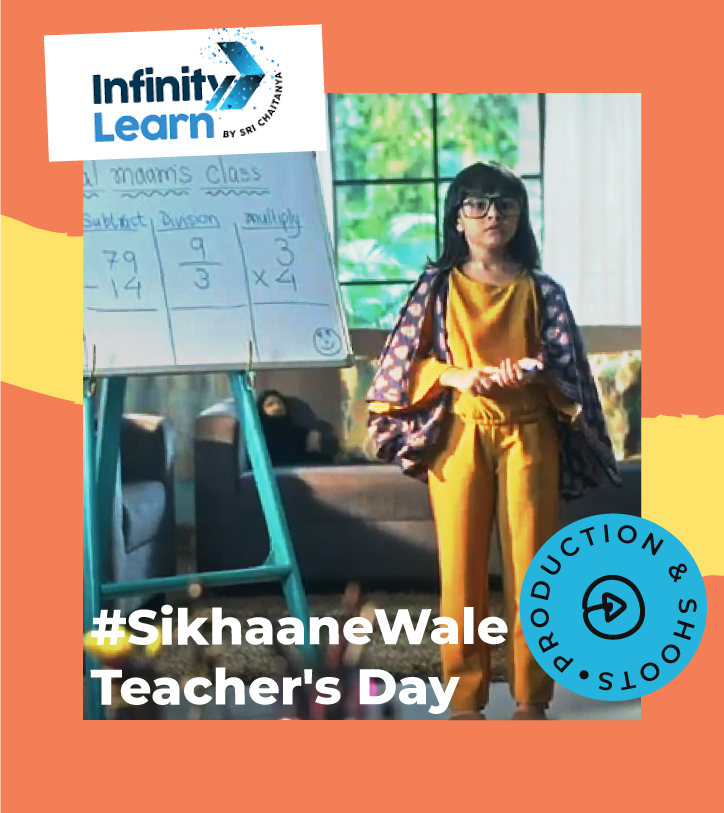 Infinity
Learn
BY SRI CHAITANYA
al maam's class
Subtract Division multiply
79 9 3
- 14 3 x 4
#SikhaaneWale
Teacher's Day
PRODUCTION & SHOOTS